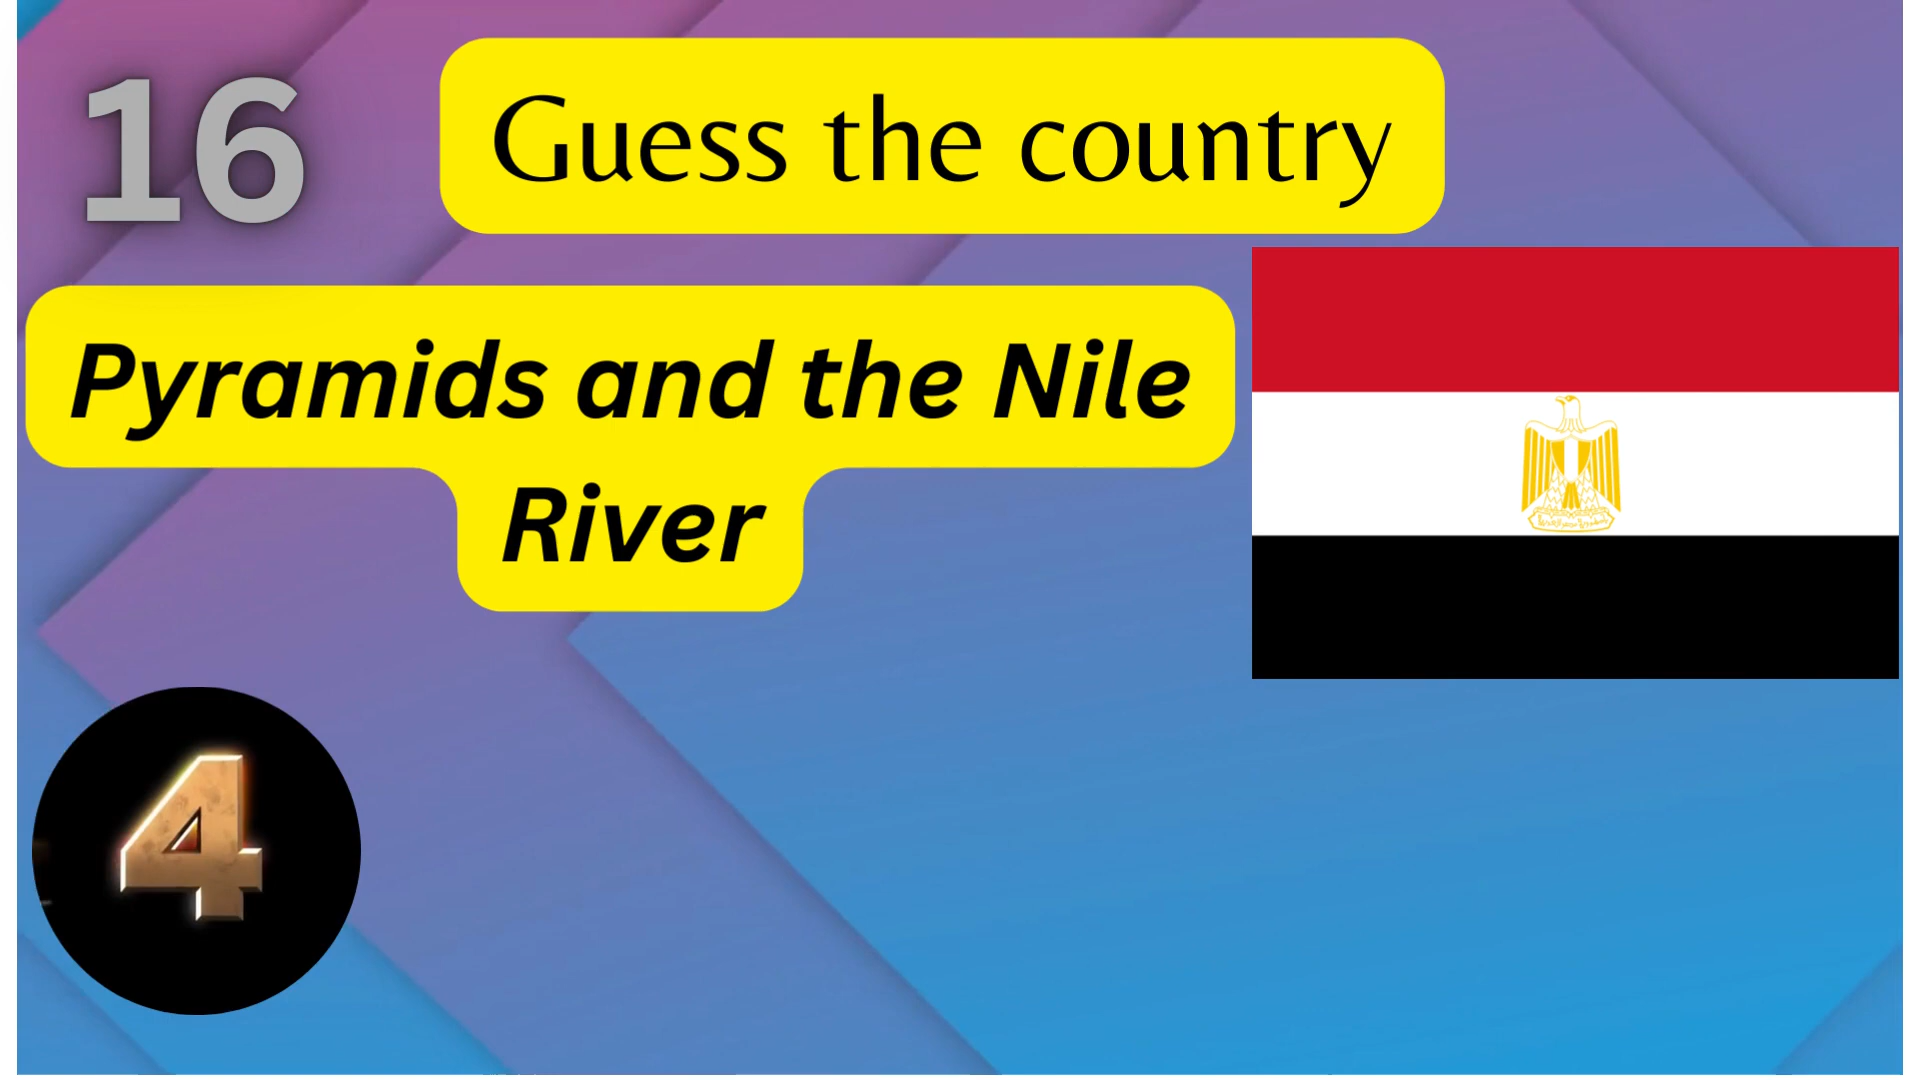 16
Guess the country
Pyramids and the Nile
River
4